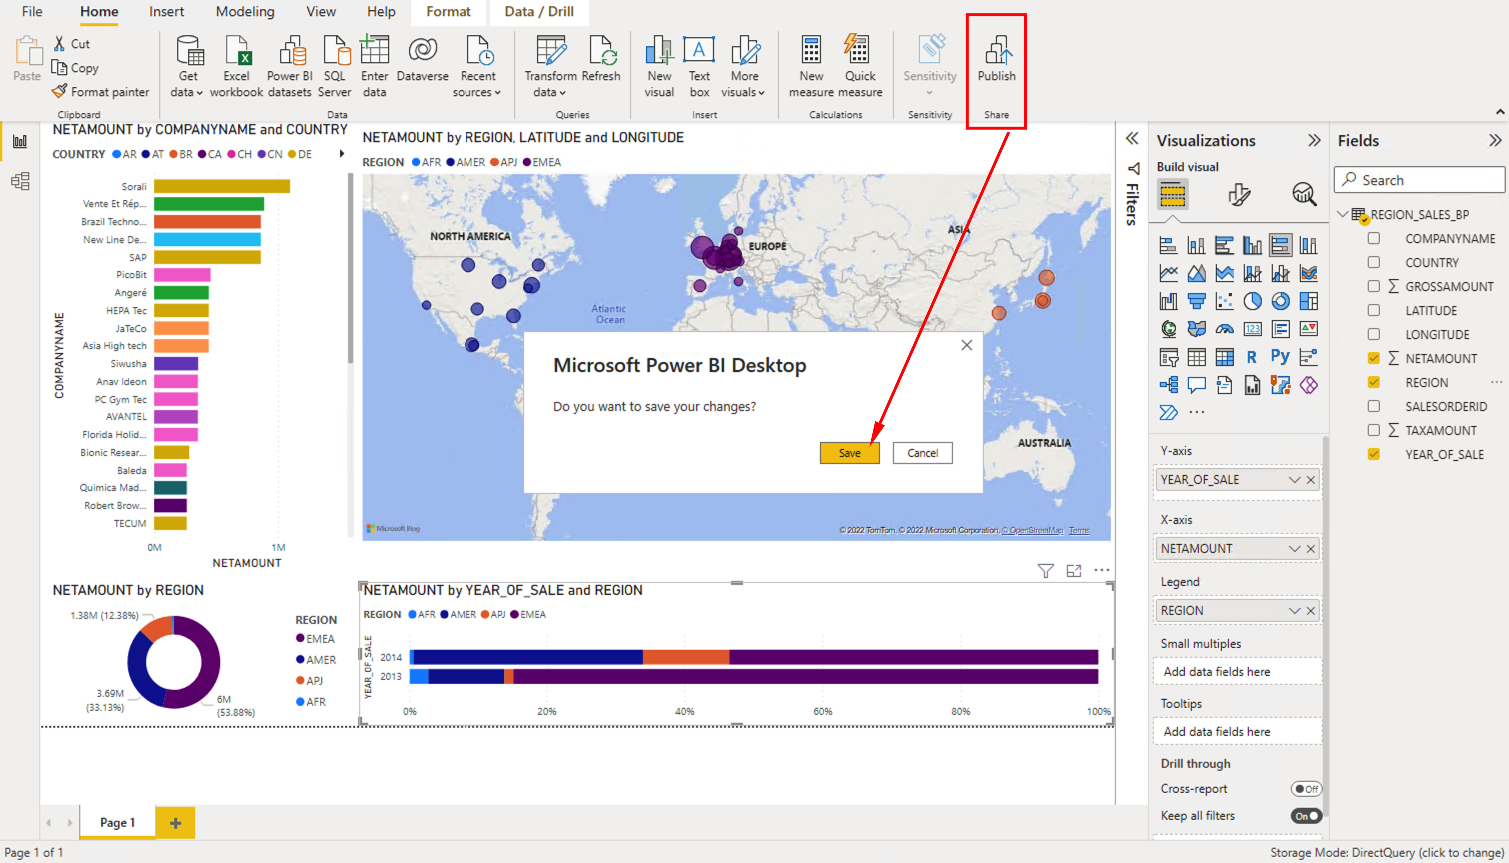 File Home Insert Modeling View Help Format Data / Drill
Paste
Cut
Copy
Format painter
Clipboard
Get data
Excel workbook
Power BI datasets
SQL Server
Enter data
Dataverse
Recent sources
Data
Transform data
Refresh
Queries
New visual
Text box
More visuals
Insert
New measure
Quick measure
Calculations
Sensitivity
Sensitivity
Publish
Share
NETAMOUNT by COMPANYNAME and COUNTRY
COUNTRY AR AT BR CA CH CN DE
COMPANYNAME
Sorali
Vente Et Rép...
Brazil Techno...
New Line De...
SAP
PicoBit
Angeré
HEPA Tec
JaTeCo
Asia High tech
Siwusha
Anav Ideon
PC Gym Tec
AVANTEL
Florida Holid...
Bionic Resear...
Baleda
Quimica Mad...
Robert Brow...
TECUM
0M 1M
NETAMOUNT
NETAMOUNT by REGION, LATITUDE and LONGITUDE
REGION AFR AMER APJ EMEA
NORTH AMERICA
EUROPE
ASIA
Atlantic
Ocean
AUSTRALIA
Microsoft Bing
© 2022 TomTom, © 2022 Microsoft Corporation, © OpenStreetMap Terms
Microsoft Power BI Desktop
Do you want to save your changes?
Save Cancel
NETAMOUNT by REGION
1.38M (12.38%)
3.69M
(33.13%)
6M
(53.88%)
REGION
EMEA
AMER
APJ
AFR
NETAMOUNT by YEAR_OF_SALE and REGION
REGION AFR AMER APJ EMEA
YEAR_OF_SALE
2014
2013
0% 20% 40% 60% 80% 100%
Filters
Visualizations
Build visual
123
R Py
Y-axis
YEAR_OF_SALE
X-axis
NETAMOUNT
Legend
REGION
Small multiples
Add data fields here
Tooltips
Add data fields here
Drill through
Cross-report Off
Keep all filters On
Fields
Search
REGION_SALES_BP
COMPANYNAME
COUNTRY
GROSSAMOUNT
LATITUDE
LONGITUDE
NETAMOUNT
REGION
SALESORDERID
TAXAMOUNT
YEAR_OF_SALE
Page 1
Page 1 of 1
Storage Mode: DirectQuery (click to change)